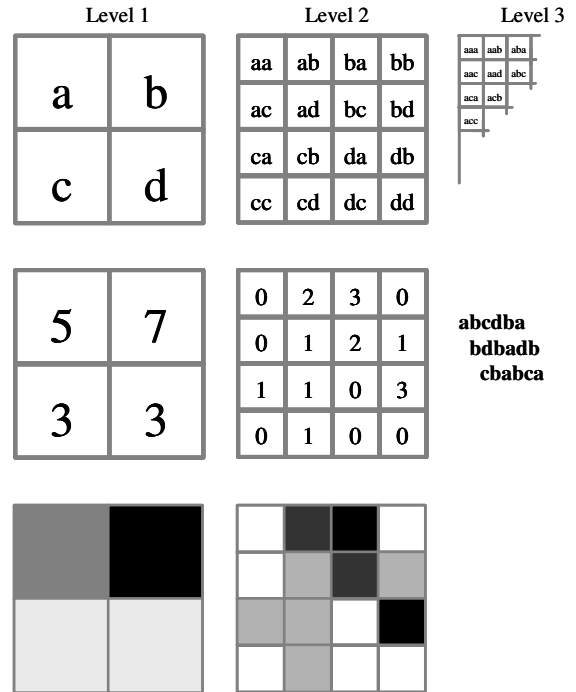 Level 1 Level 2 Level 3
a b
c d
aa ab ba bb
ac ad bc bd
ca cb da db
cc cd dc dd
aaa aab aba
aac aad abc
aca acb
acc
5 7
3 3
0 2 3 0
0 1 2 1
1 1 0 3
0 1 0 0
abcdba
bdbadb
cbabca